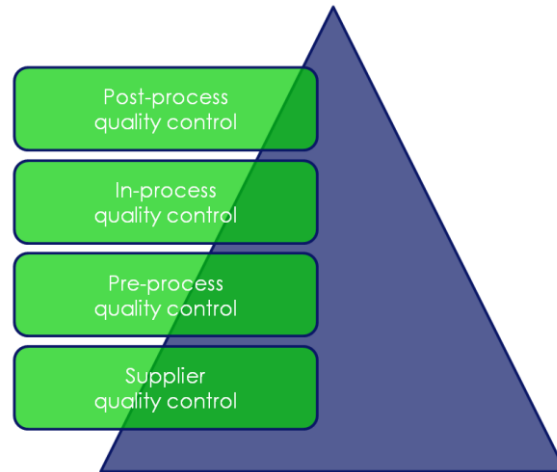 Post-process
quality control
In-process
quality control
Pre-process
quality control
Supplier
quality control